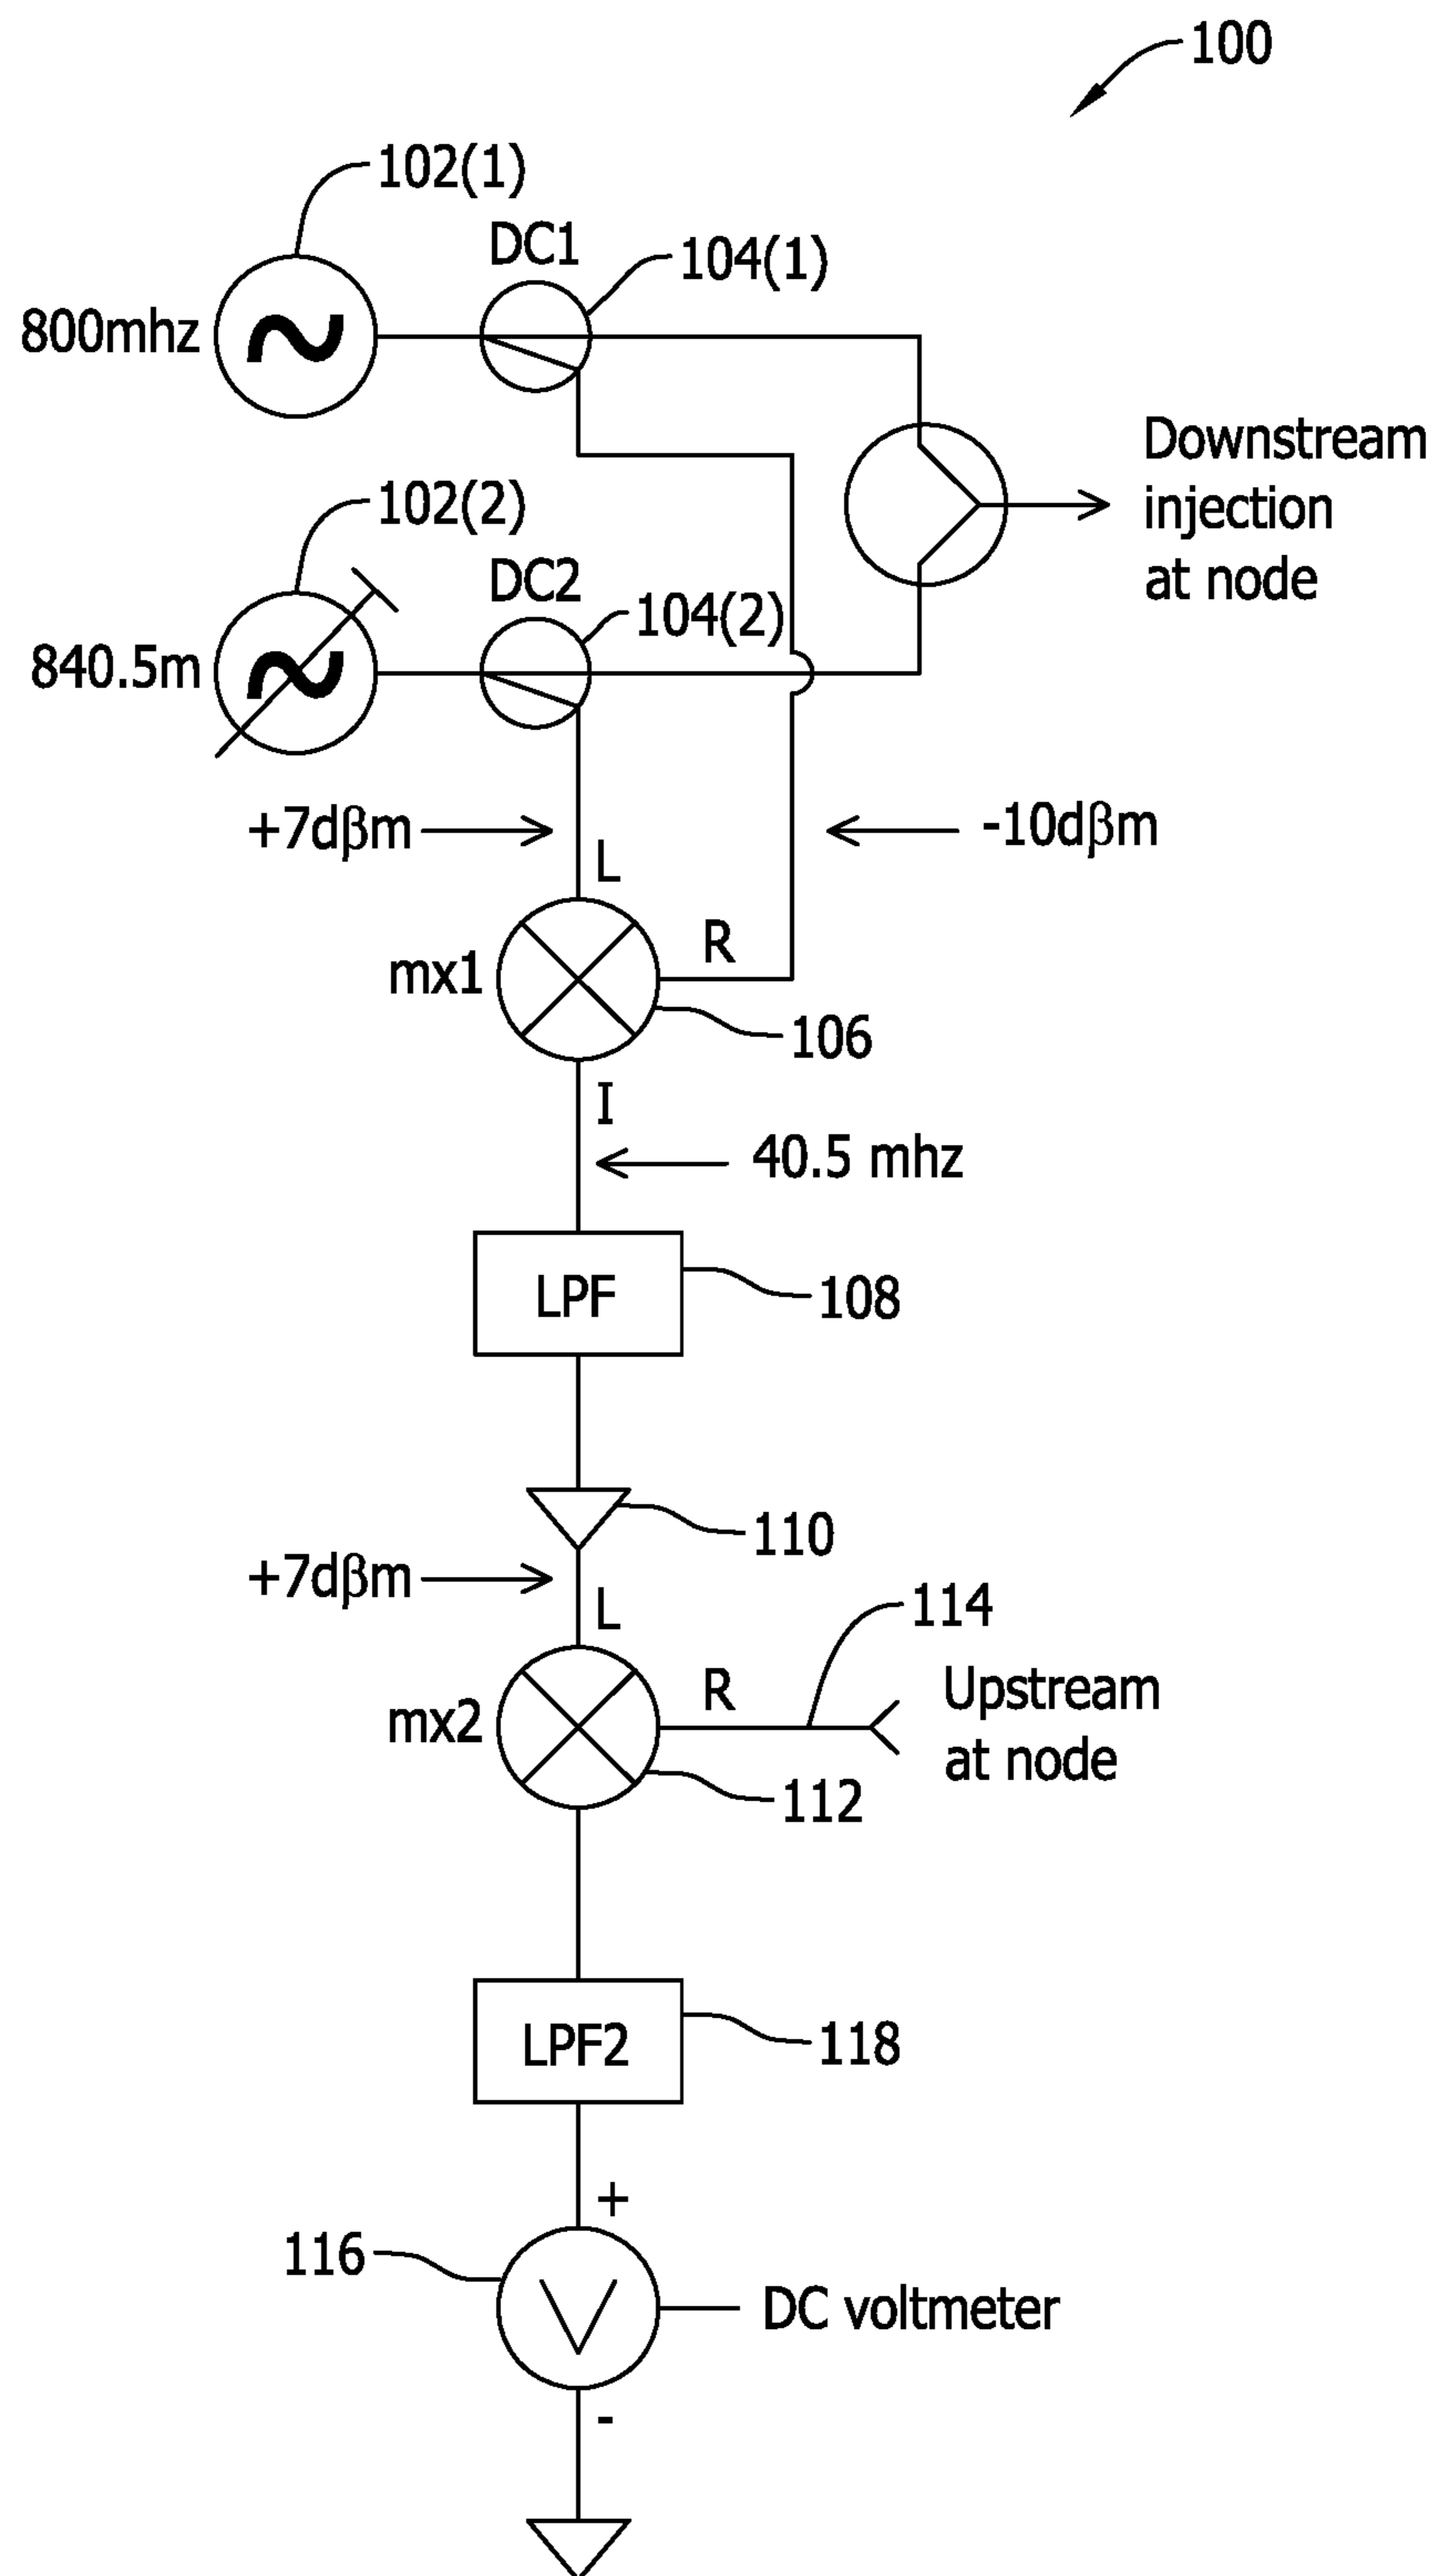 100
102(1)
DC1
104(1)
800mhz
Downstream
injection
at node
102(2)
DC2
104(2)
840.5m
+7dβm
-10dβm
L
R
mx1
106
I
40.5 mhz
LPF
108
110
+7dβm
L
114
R
Upstream
at node
mx2
112
LPF2
118
+
116
V
DC voltmeter
-